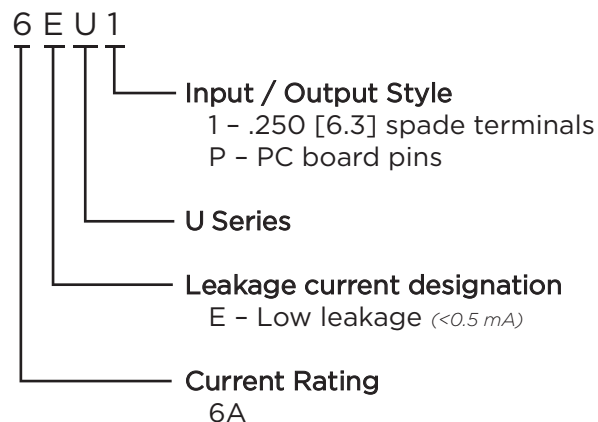 6 E U 1
Input / Output Style
1 – .250 [6.3] spade terminals
P – PC board pins
U Series
Leakage current designation
E – Low leakage (<0.5 mA)
Current Rating
6A